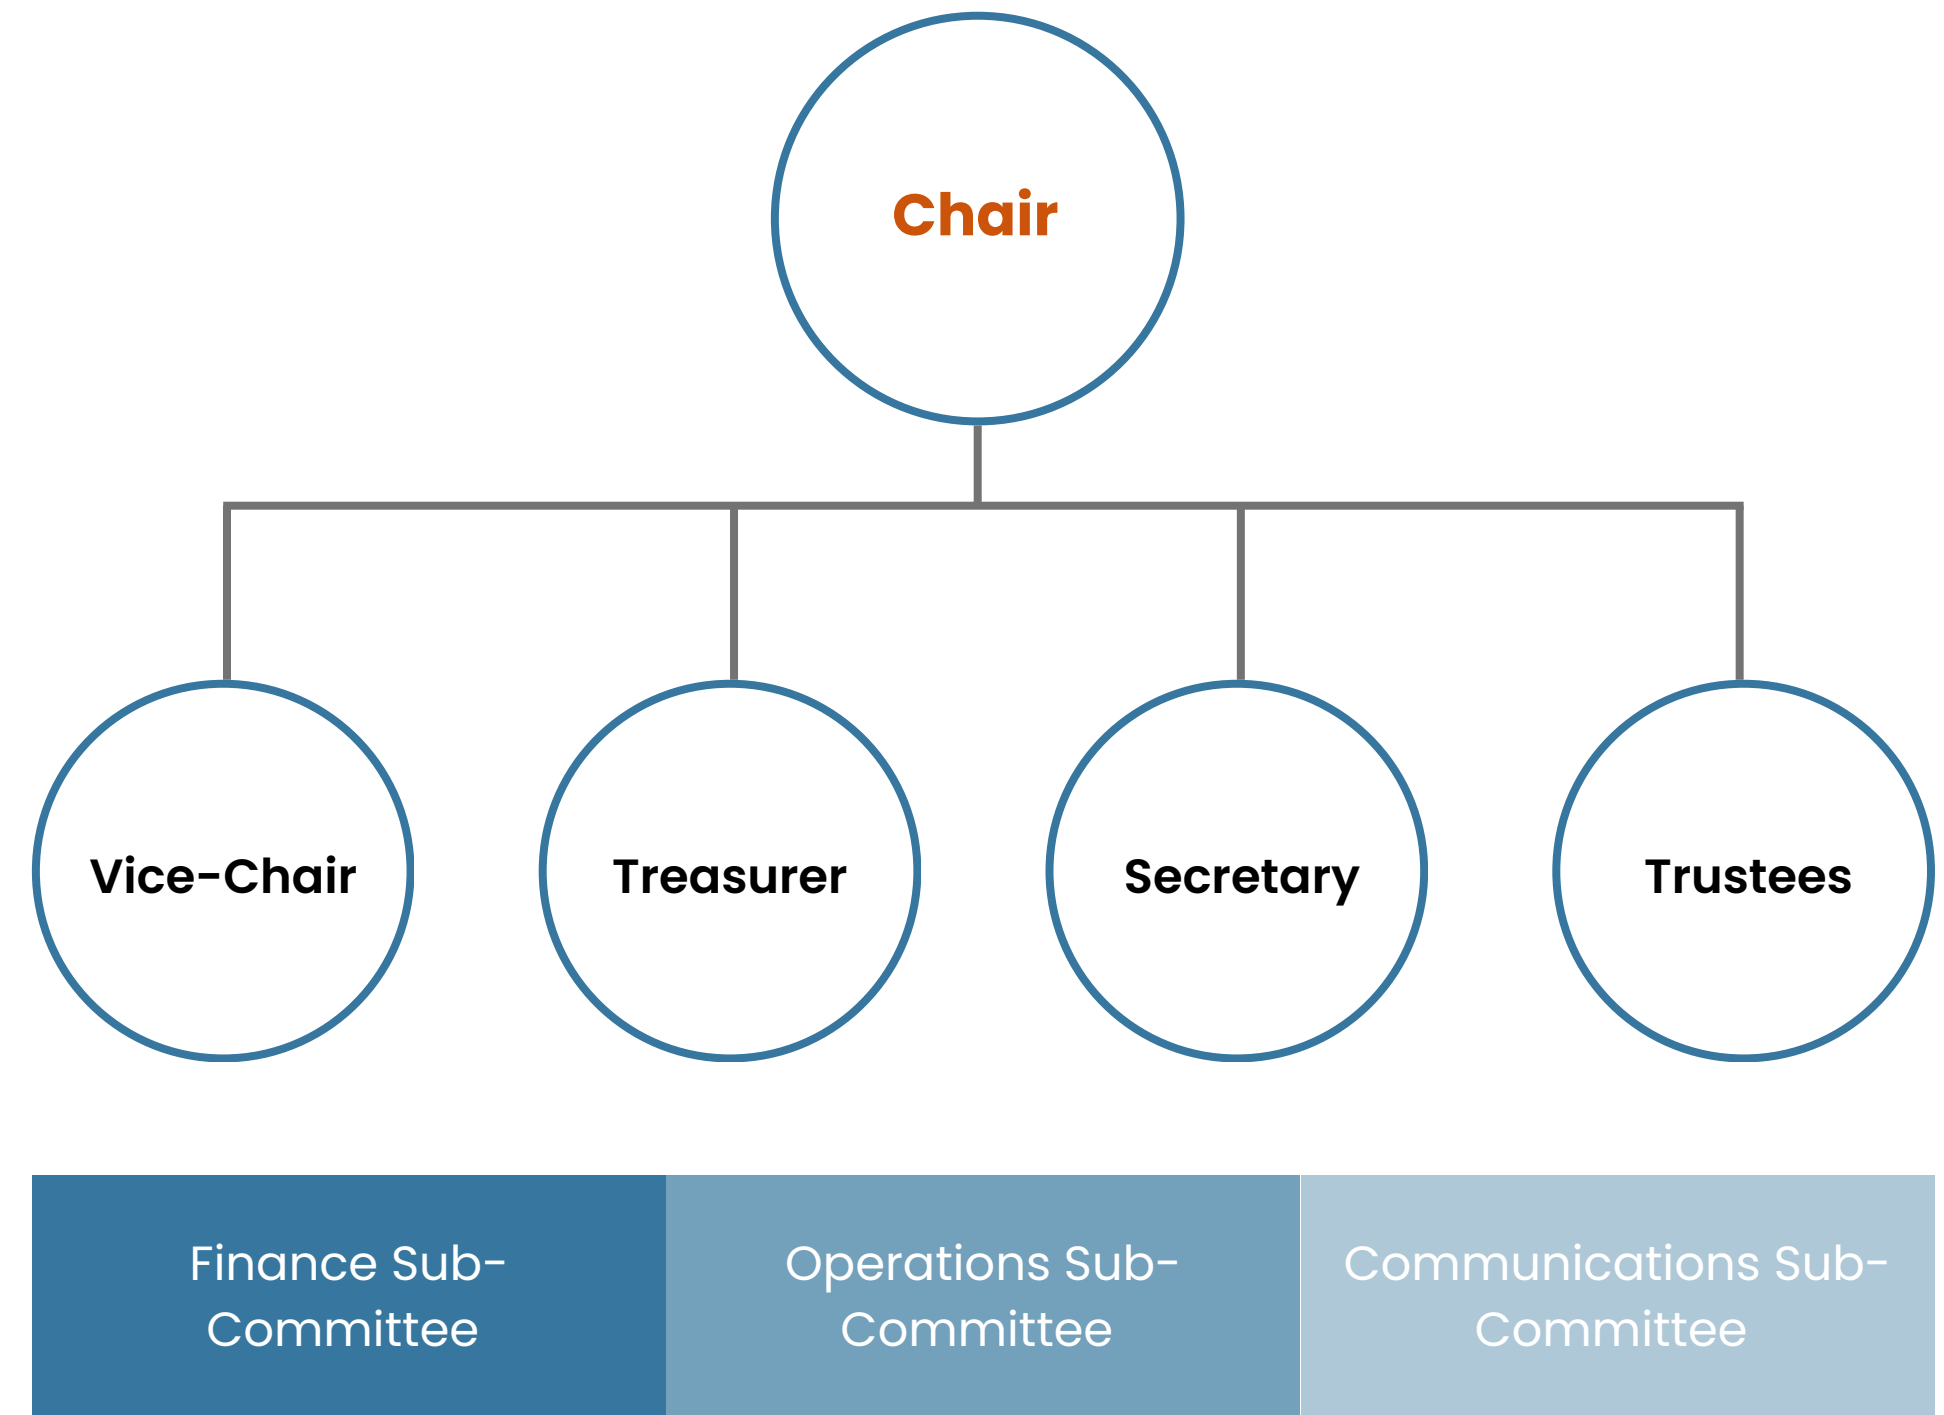 Chair
Vice-Chair
Treasurer
Secretary
Trustees
Finance Sub-
Committee
Operations Sub-
Committee
Communications Sub-
Committee